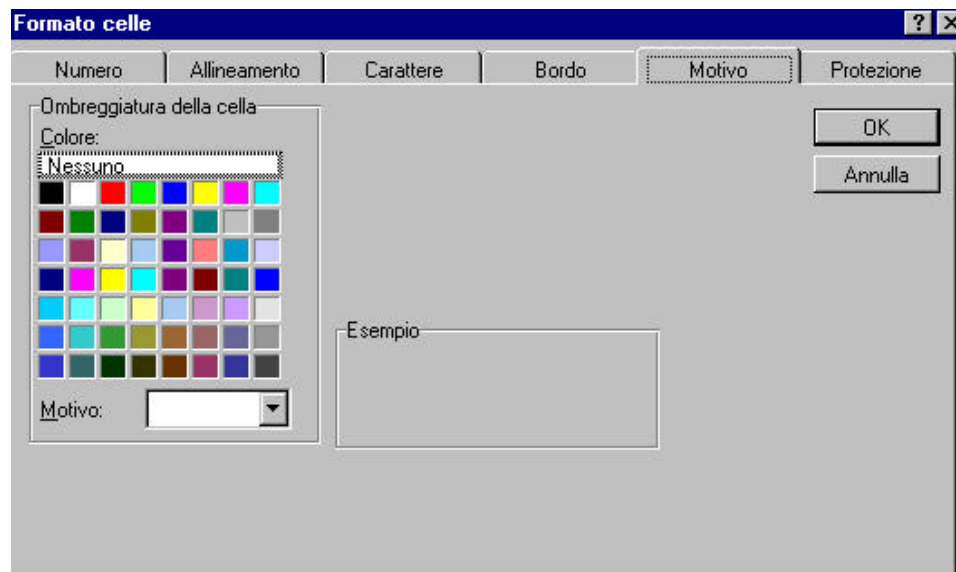 Formato celle
Numero Allineamento Carattere Bordo Motivo Protezione
Ombreggiatura della cella
Colore:
Nessuno
OK
Annulla
Esempio
Motivo: